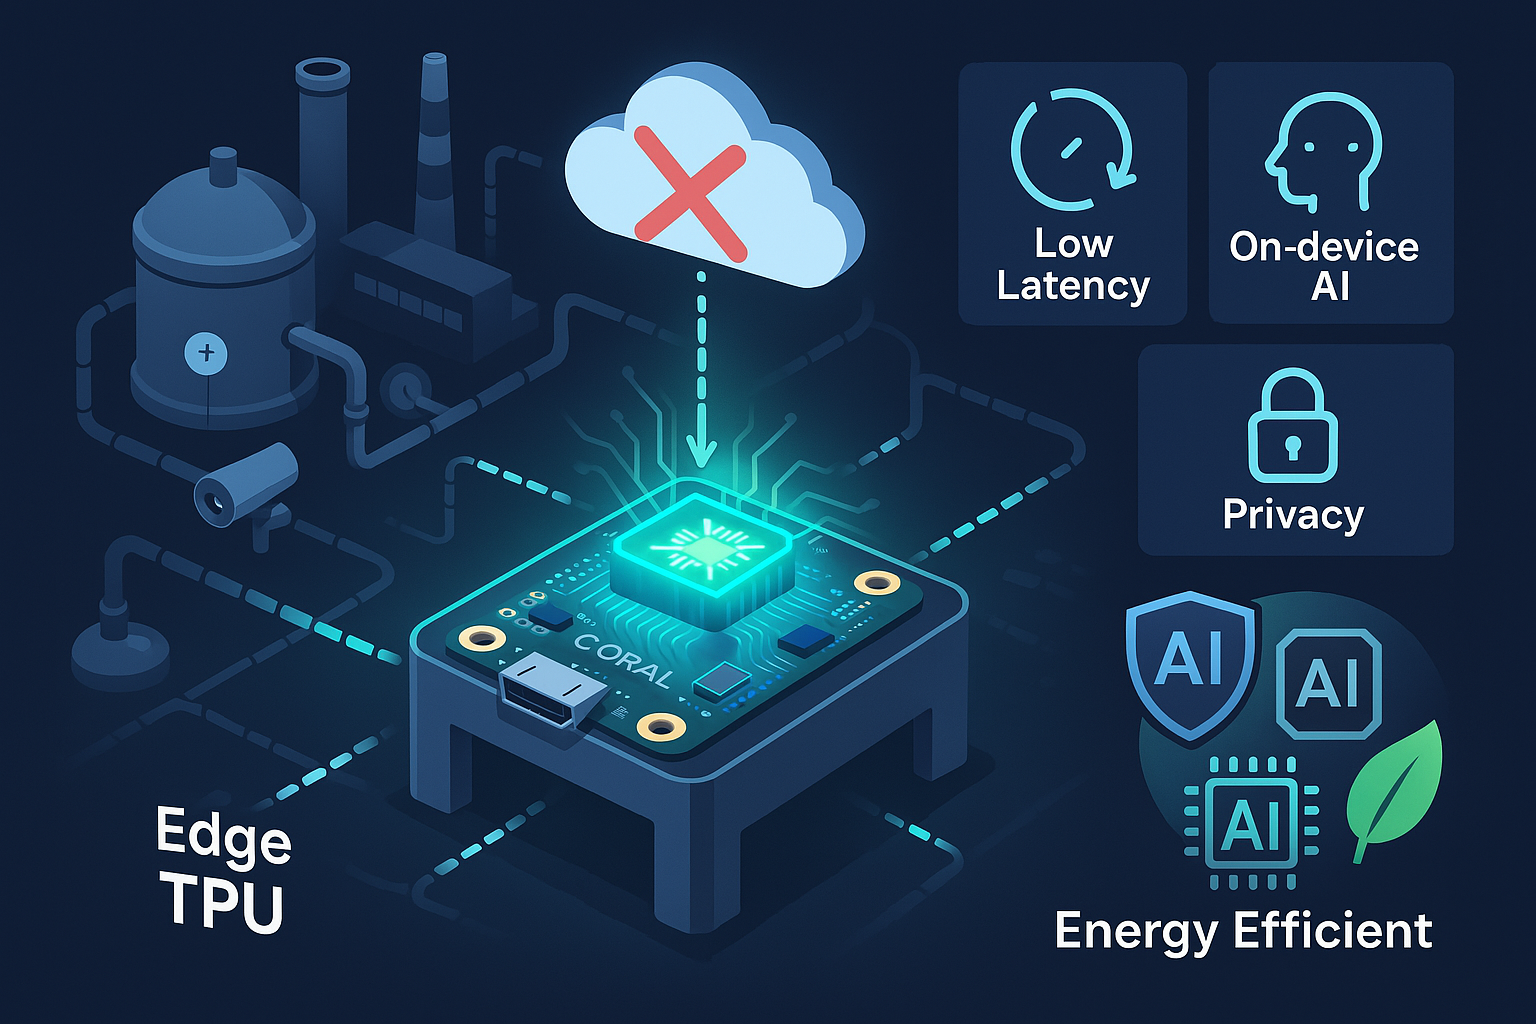 Low
Latency
On-device
AI
Privacy
CORAL
AI
AI
AI
Edge
TPU
Energy Efficient